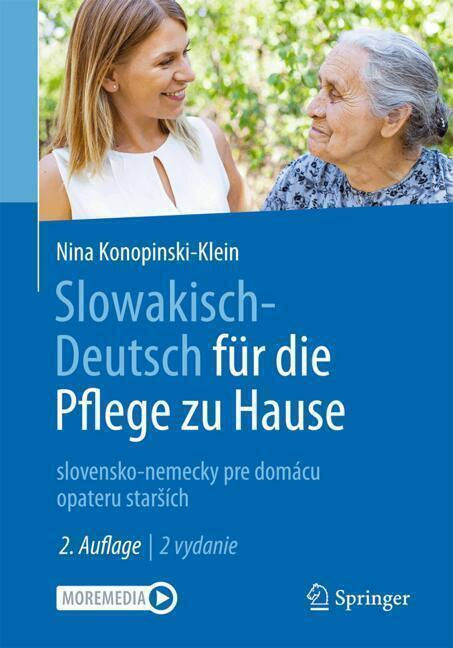 Nina Konopinski-Klein
Slowakisch-
Deutsch für die
Pflege zu Hause
slovensko-nemecky pre domácu
opateru starších
2. Auflage | 2 vydanie
MOREMEDIA
Springer